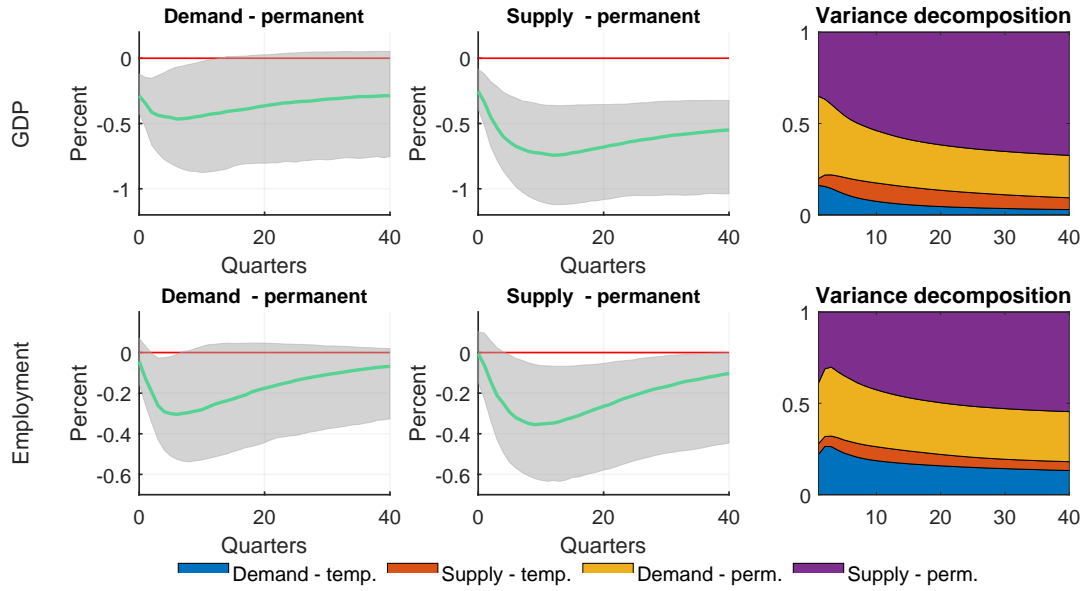 Demand - permanent
Supply - permanent
Variance decomposition
GDP
Percent
0
-0.5
-1
0
20
40
Quarters
Percent
0
-0.5
-1
0
20
40
Quarters
1
0.5
0
10
20
30
40
Demand - permanent
Supply - permanent
Variance decomposition
Employment
Percent
0
-0.2
-0.4
-0.6
0
20
40
Quarters
Percent
0
-0.2
-0.4
-0.6
0
20
40
Quarters
1
0.5
0
10
20
30
40
Demand - temp.
Supply - temp.
Demand - perm.
Supply - perm.